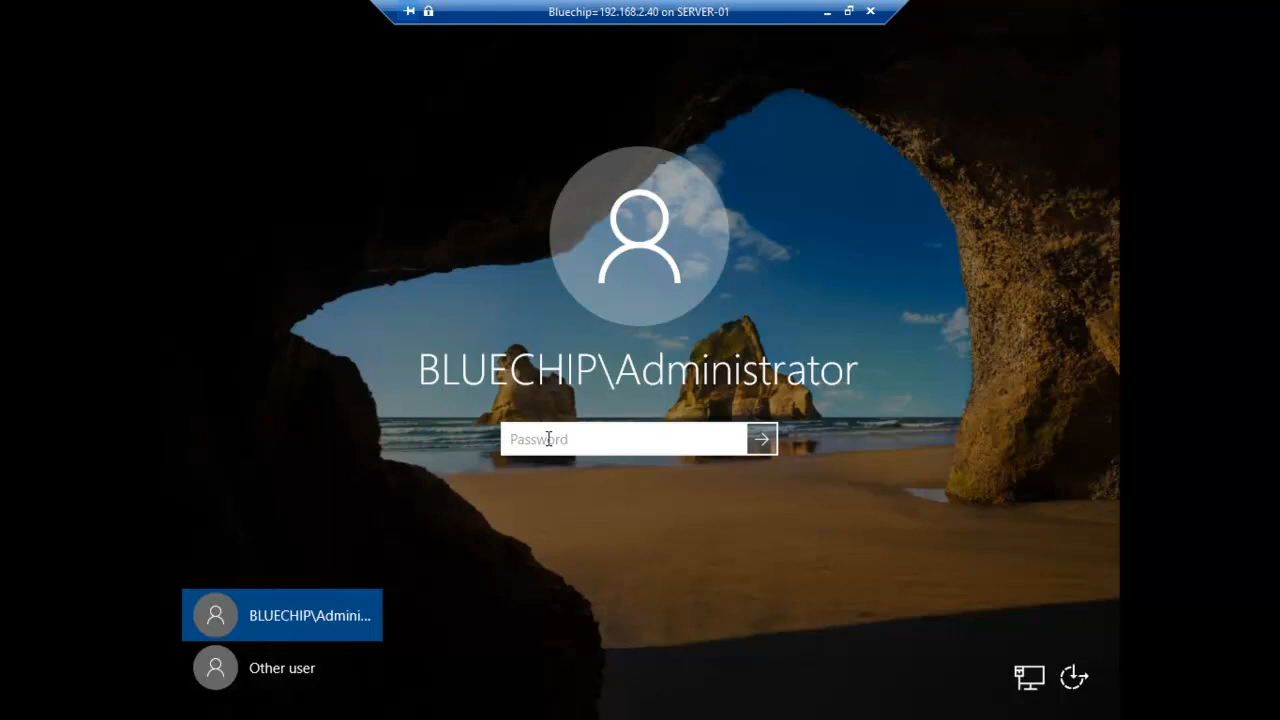 Bluechip=192.168.2.40 on SERVER-01
BLUECHIP\Administrator
Password
BLUECHIP\Admini...
Other user